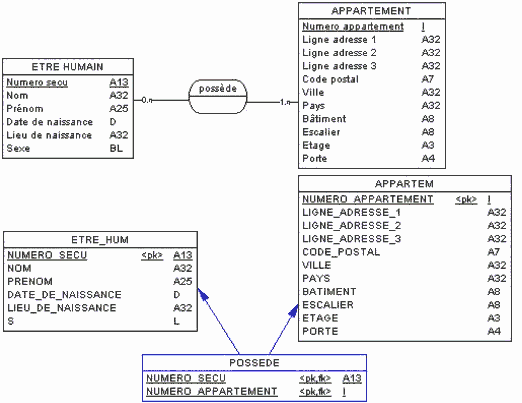 APPARTEMENT
Numero appartement I
Ligne adresse 1 A32
Ligne adresse 2 A32
Ligne adresse 3 A32
Code postal A7
Ville A32
Pays A32
Bâtiment A8
Escalier A8
Etage A3
Porte A4
ETRE HUMAIN
Numero secu A13
Nom A32
Prénom A25
Date de naissance D
Lieu de naissance A32
Sexe BL
0,n
possède
1,n
APPARTEM
NUMERO_APPARTEMENT <pk> I
LIGNE_ADRESSE_1 A32
LIGNE_ADRESSE_2 A32
LIGNE_ADRESSE_3 A32
CODE_POSTAL A7
VILLE A32
PAYS A32
BATIMENT A8
ESCALIER A8
ETAGE A3
PORTE A4
ETRE_HUM
NUMERO_SECU <pk> A13
NOM A32
PRENOM A25
DATE_DE_NAISSANCE D
LIEU_DE_NAISSANCE A32
S L
POSSEDE
NUMERO_SECU <pk,fk> A13
NUMERO_APPARTEMENT <pk,fk> I